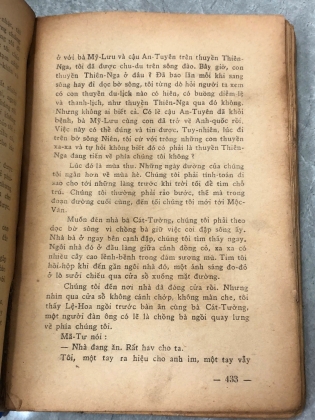 ở với bà Mỹ-Lưu và cậu An-Tuyên trên thuyền Thiên-
Nga, tôi đã được chu-du trên sông đào. Bây giờ, con
thuyền Thiên-Nga ở đâu ? Đã bao lần mỗi khi sang
sông hay đi dọc bờ sông, tôi từng dò hỏi người ta xem
có con thuyền du-lịch nào có hiên, có buồng điềm-lệ
và thanh-lịch, như thuyền Thiên-Nga qua đó không.
Nhưng không ai biết cả. Có lẽ cậu An-Tuyên đã khỏi
bệnh, bà Mỹ-Lưu cùng con đã trở về Anh-quốc rồi.
Việc này có thể đúng và tin được. Tuy-nhiên, lúc đi
trên bờ sông Niên, tôi cứ với trông những con thuyền
xa-xa và tự hỏi không biết đó có phải là thuyền Thiên-
Nga đang tiến về phía chúng tôi không ?
Lúc đó là mùa thu. Những ngày đường của chúng
tôi ngắn hơn về mùa hè. Chúng tôi phải tính-toán đi
sao cho tới những làng trước khi trời tối để tìm chỗ
trú. Chúng tôi thường phải rảo bước, thế mà trong
đoạn đường cuối cùng, đến tối chúng tôi mới tới Mộc-
Vân.
Muốn đến nhà bà Cát-Tường, chúng tôi phải theo
dọc bờ sông vì chồng bà giữ việc coi đập sông ấy.
Nhà bà ở ngay bên cạnh đập, chúng tôi tìm thấy ngay.
Ngôi nhà đó ở đầu làng giữa cánh đồng cỏ, xa xa có
nhiều cây cao lênh-bênh trong đám sương mù. Tim tôi
hồi-hộp khi đến gần ngôi nhà đó, một ánh sáng đo-đỏ
ở lò sưởi chiếu qua cửa sổ xuống mặt đường.
Chúng tôi đến nơi nhà đã đóng cửa rồi. Nhưng
nhìn qua cửa sổ không cánh chớp, không màn che, tôi
thấy Lệ-Hoa ngồi trước bàn ăn cùng bà Cát-Tường,
một người đàn ông có lẽ là chồng bà ngồi quay lưng
về phía chúng tôi.
Mã-Tư nói :
— Nhà đang ăn. Rất hay cho ta.
Tôi, một tay ra hiệu cho anh im, một tay vẫy
— 433 —